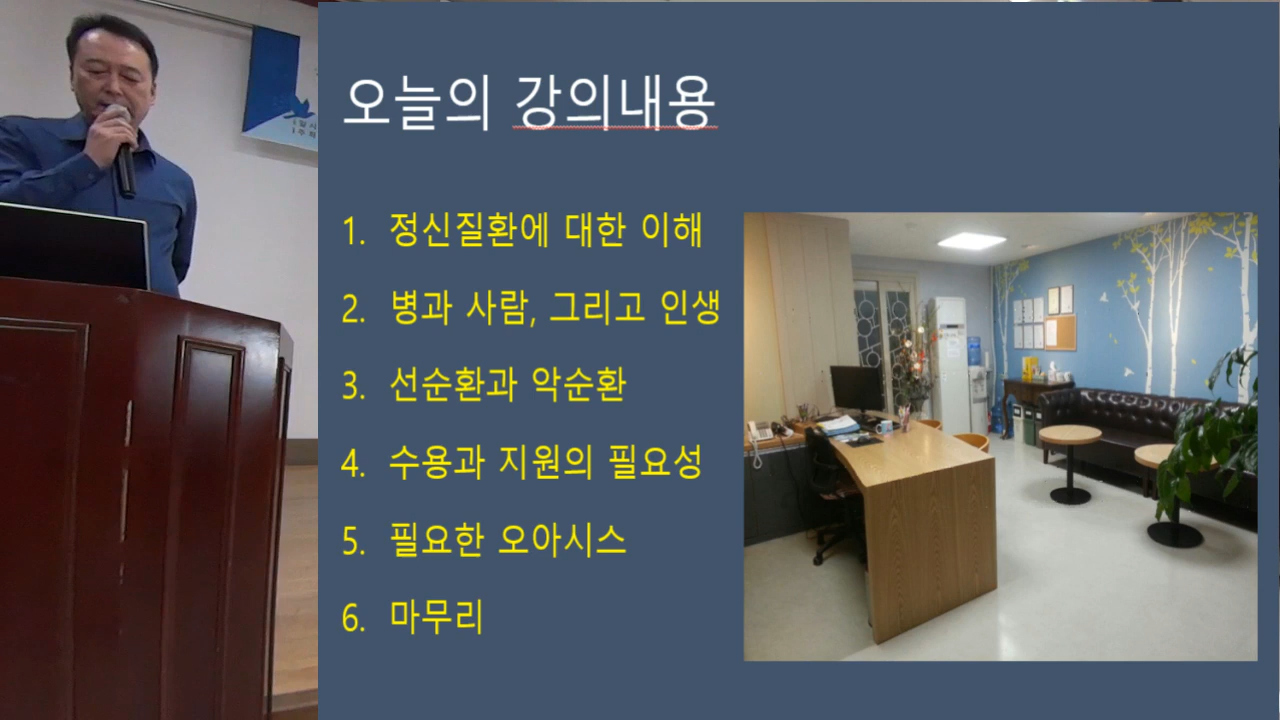 오늘의 강의내용
1. 정신질환에 대한 이해
2. 병과 사람, 그리고 인생
3. 선순환과 악순환
4. 수용과 지원의 필요성
5. 필요한 오아시스
6. 마무리